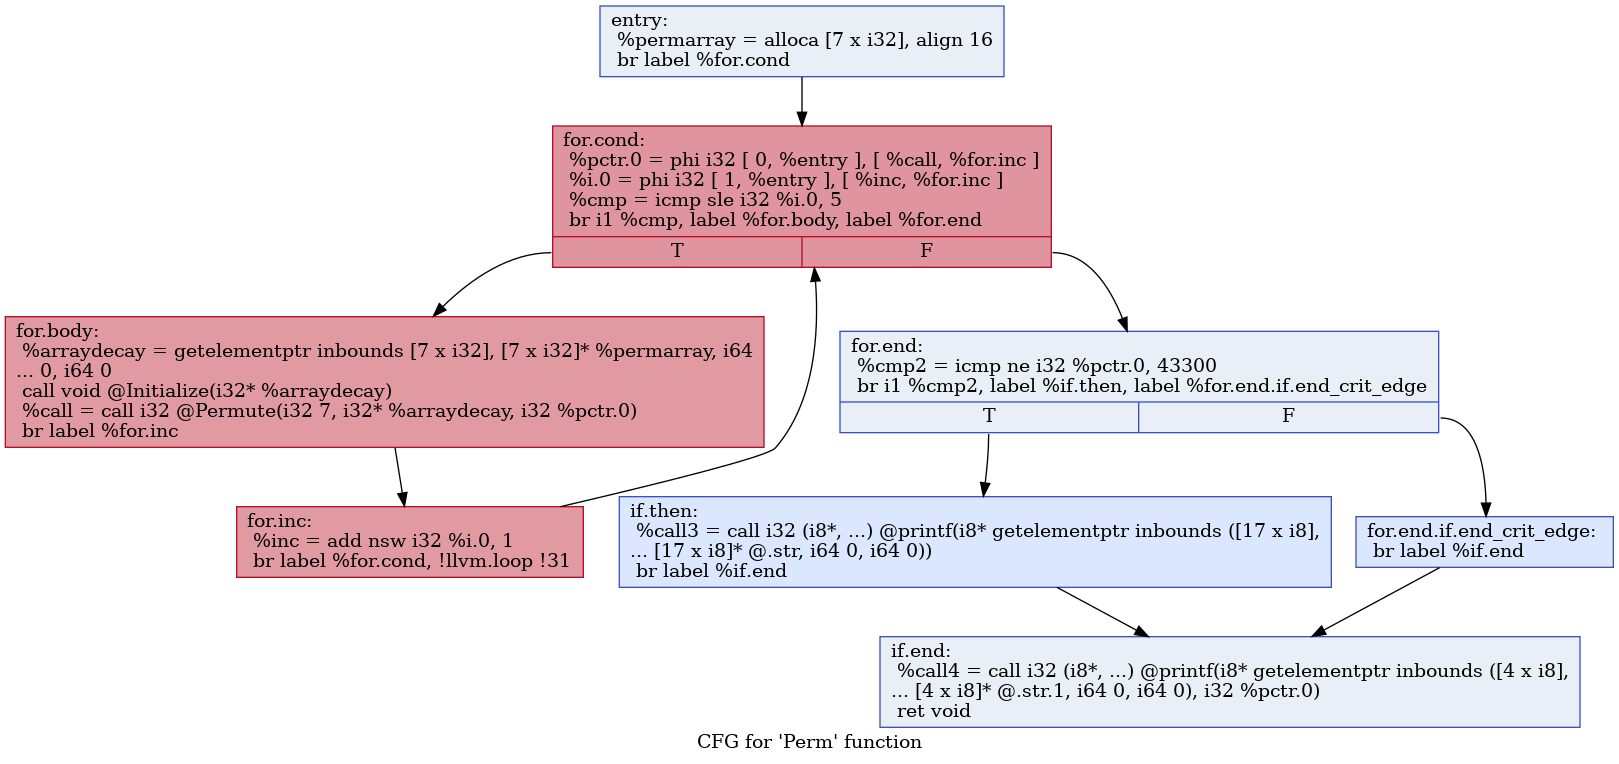 entry:
%permarray = alloca [7 x i32], align 16
br label %for.cond
for.cond:
%pctr.0 = phi i32 [ 0, %entry ], [ %call, %for.inc ]
%i.0 = phi i32 [ 1, %entry ], [ %inc, %for.inc ]
%cmp = icmp sle i32 %i.0, 5
br i1 %cmp, label %for.body, label %for.end
T
F
for.body:
%arraydecay = getelementptr inbounds [7 x i32], [7 x i32]* %permarray, i64
... 0, i64 0
call void @Initialize(i32* %arraydecay)
%call = call i32 @Permute(i32 7, i32* %arraydecay, i32 %pctr.0)
br label %for.inc
for.end:
%cmp2 = icmp ne i32 %pctr.0, 43300
br i1 %cmp2, label %if.then, label %for.end.if.end_crit_edge
T
F
for.inc:
%inc = add nsw i32 %i.0, 1
br label %for.cond, !llvm.loop !31
if.then:
%call3 = call i32 (i8*, ...) @printf(i8* getelementptr inbounds ([17 x i8],
... [17 x i8]* @.str, i64 0, i64 0))
br label %if.end
for.end.if.end_crit_edge:
br label %if.end
if.end:
%call4 = call i32 (i8*, ...) @printf(i8* getelementptr inbounds ([4 x i8],
... [4 x i8]* @.str.1, i64 0, i64 0), i32 %pctr.0)
ret void
CFG for 'Perm' function